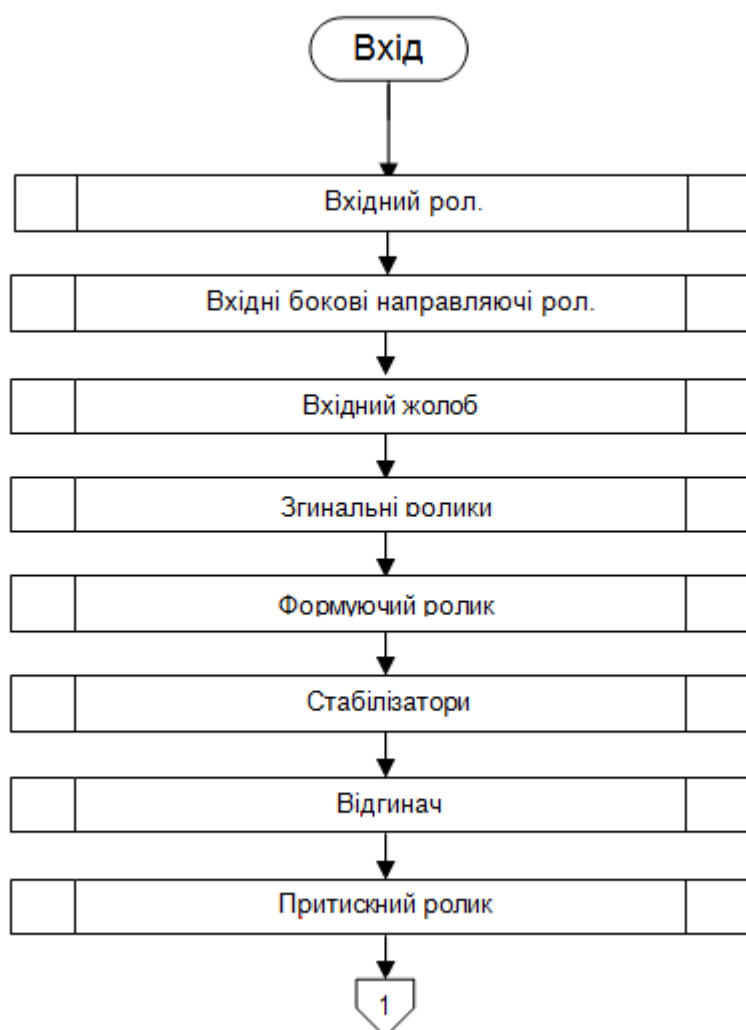 Вхід
Вхідний рол.
Вхідні бокові направляючі рол.
Вхідний жолоб
Згинальні ролики
Формуючий ролик
Стабілізатори
Відгинач
Притискний ролик
1